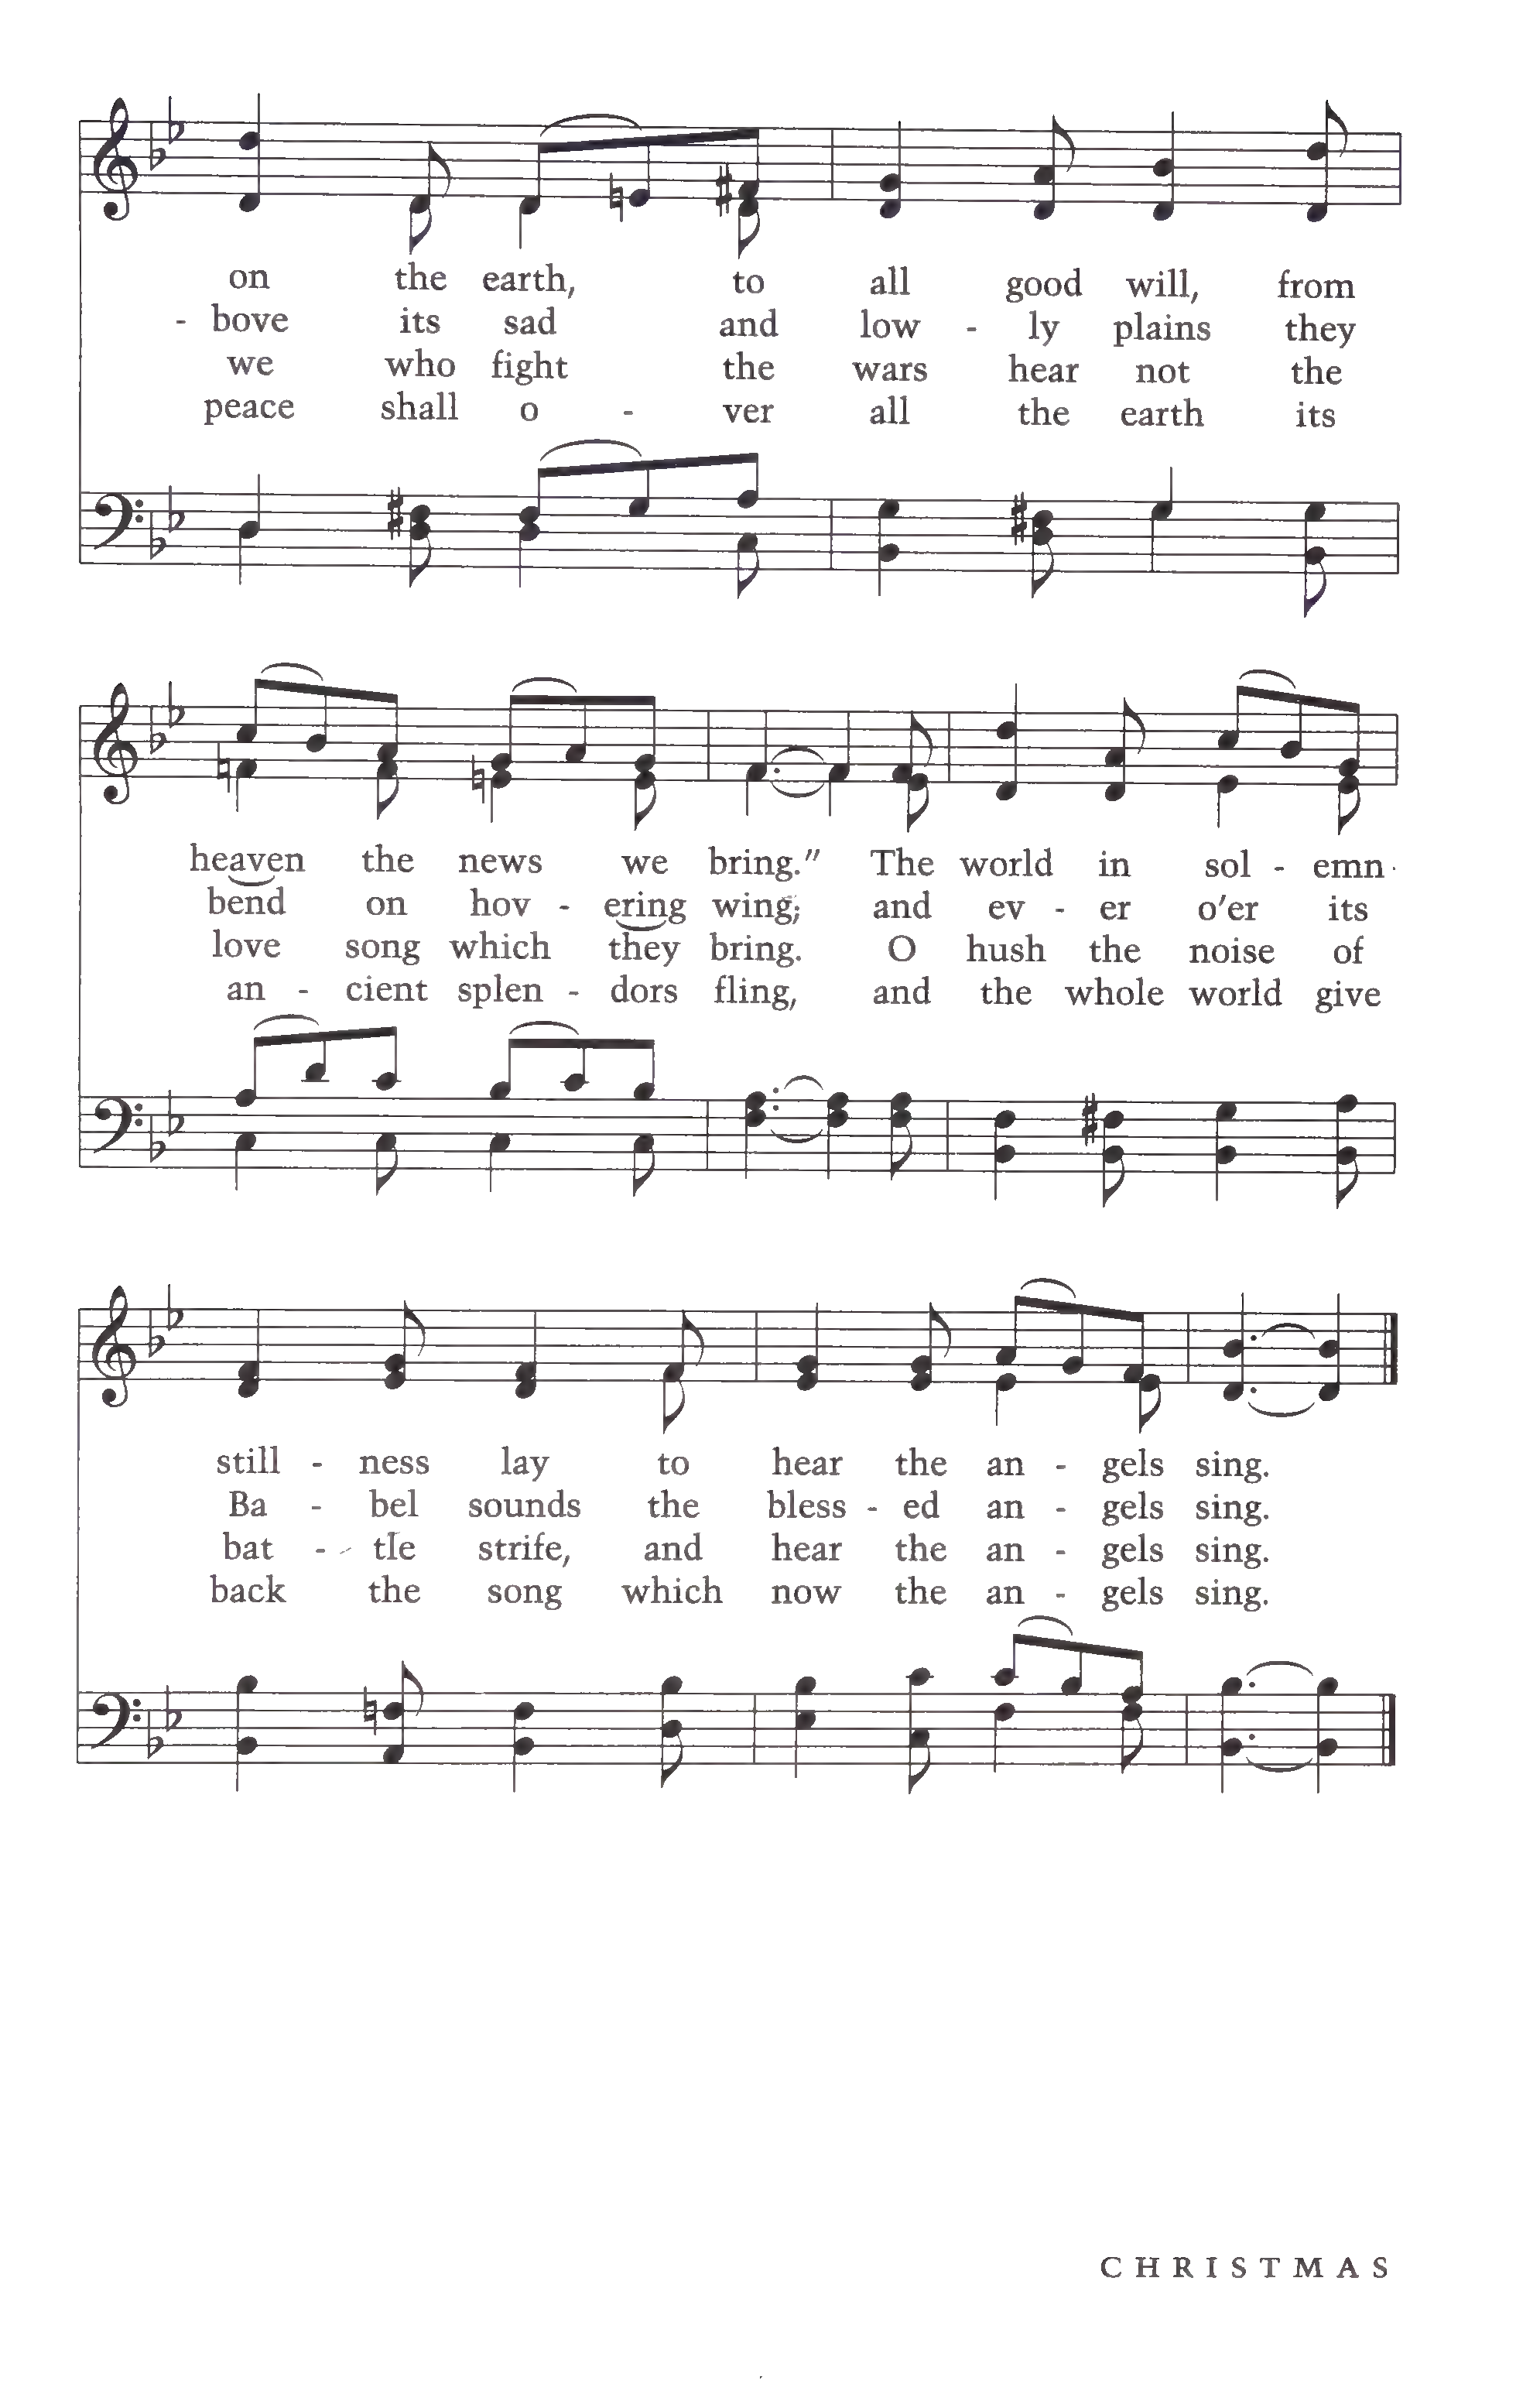 on the earth, to all good will, from
- bove its sad and low - ly plains they
we who fight the wars hear not the
peace shall o - ver all the earth its
heaven the news we bring.” The world in sol - emn
bend on hov - ering wing; and ev - er o’er its
love song which they bring. O hush the noise of
an - cient splen - dors fling, and the whole world give
still - ness lay to hear the an - gels sing.
Ba - bel sounds the bless - ed an - gels sing.
bat - tle strife, and hear the an - gels sing.
back the song which now the an - gels sing.
CHRISTMAS